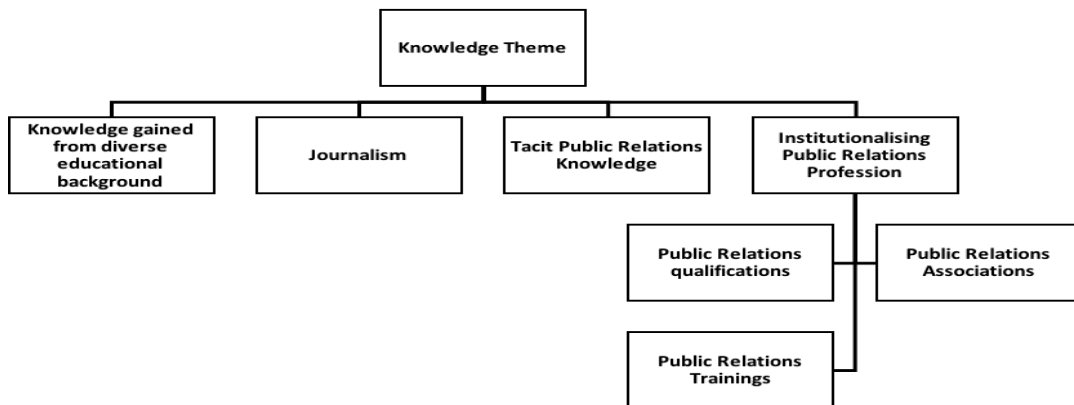 Knowledge Theme
Knowledge gained
from diverse
educational
background
Journalism
Tacit Public Relations
Knowledge
Institutionalising
Public Relations
Profession
Public Relations
qualifications
Public Relations
Associations
Public Relations
Trainings